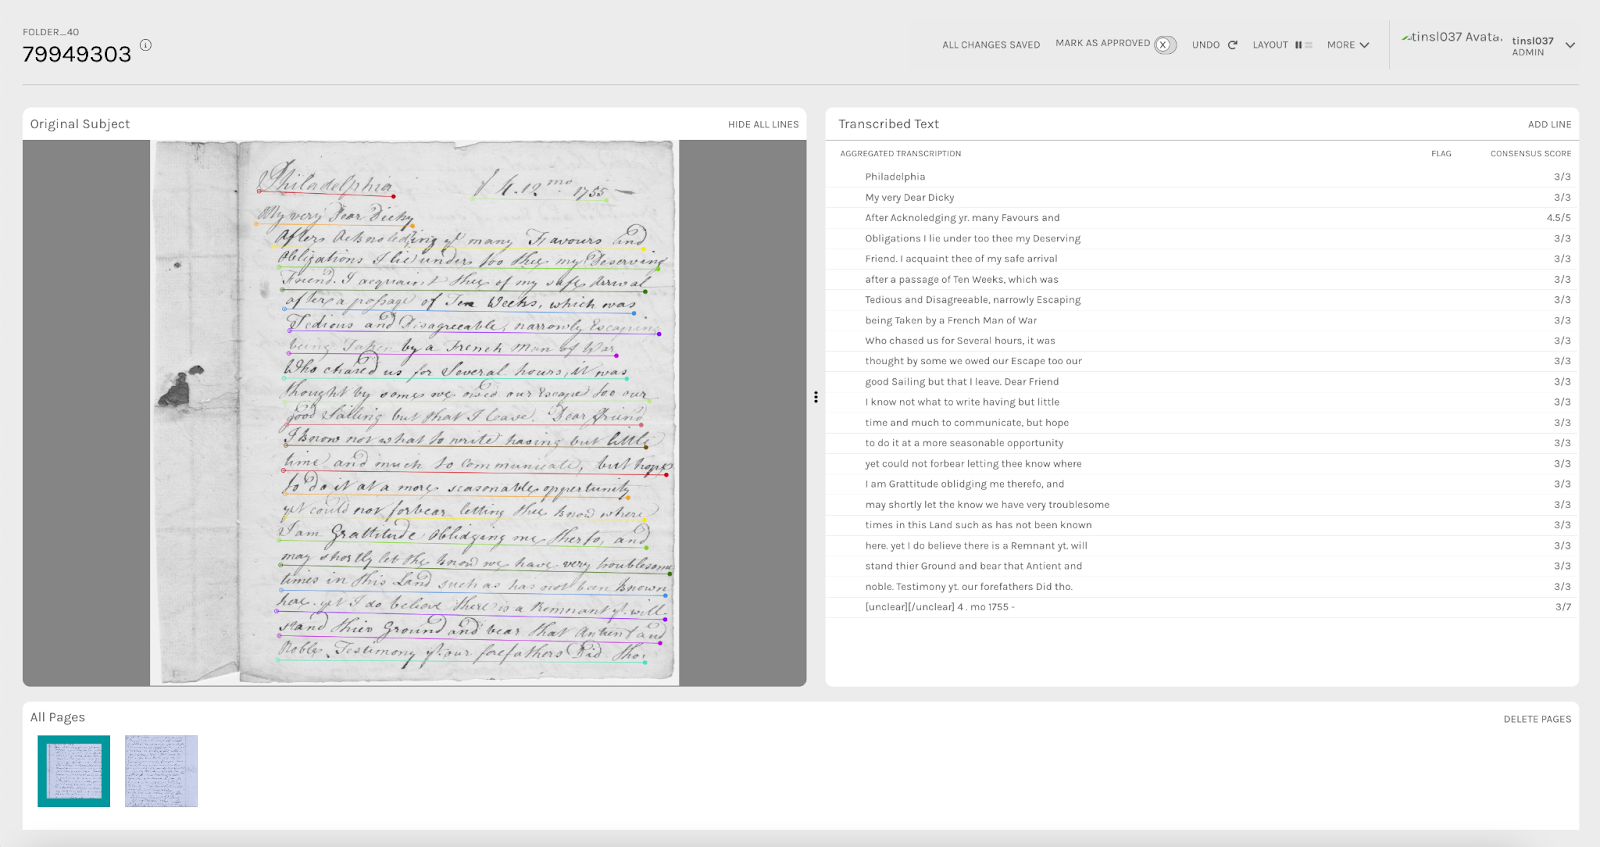 FOLDER_40
79949303
ALL CHANGES SAVED
MARK AS APPROVED
UNDO
LAYOUT
MORE
tinsl037 Avata
tinsl037
ADMIN
Original Subject
HIDE ALL LINES
Philadelphia 4. 12 mo 1755 —
My very Dear Dicky
After Acknoledging yr many Favours and
Obligations I lie under too thee my Deserving
Friend. I acquaint thee of my safe Arrival
after a passage of Ten Weeks, which was
Tedious and Disagreeable, narrowly Escaping
being Taken by a French Man of War
Who chased us for Several hours, it was
thought by some we owed our Escape too our
good Sailling but that I leave. Dear friend
I know not what to write having but little
time and much to communicate, but hope
to do it at a more seasonable opportunity
yet could not forbear letting thee know where
I am Grattitude Oblidging me therfo, and
may shortly let the know we have very troublesome
times in this Land such as has not been known
here. yet I do believe there is a Remnant yt. will
stand thier Ground and bear that Antient and
Noble Testimony yt. our forefathers Did tho.
Transcribed Text
ADD LINE
AGGREGATED TRANSCRIPTION FLAG CONSENSUS SCORE
Philadelphia 3/3
My very Dear Dicky 3/3
After Acknoledging yr. many Favours and 4.5/5
Obligations I lie under too thee my Deserving 3/3
Friend. I acquaint thee of my safe arrival 3/3
after a passage of Ten Weeks, which was 3/3
Tedious and Disagreeable, narrowly Escaping 3/3
being Taken by a French Man of War 3/3
Who chased us for Several hours, it was 3/3
thought by some we owed our Escape too our 3/3
good Sailing but that I leave. Dear Friend 3/3
I know not what to write having but little 3/3
time and much to communicate, but hope 3/3
to do it at a more seasonable opportunity 3/3
yet could not forbear letting thee know where 3/3
I am Grattitude oblidging me therefo, and 3/3
may shortly let the know we have very troublesome 3/3
times in this Land such as has not been known 3/3
here. yet I do believe there is a Remnant yt. will 3/3
stand thier Ground and bear that Antient and 3/3
noble. Testimony yt. our forefathers Did tho. 3/3
[unclear][/unclear] 4 . mo 1755 - 3/7
All Pages
DELETE PAGES